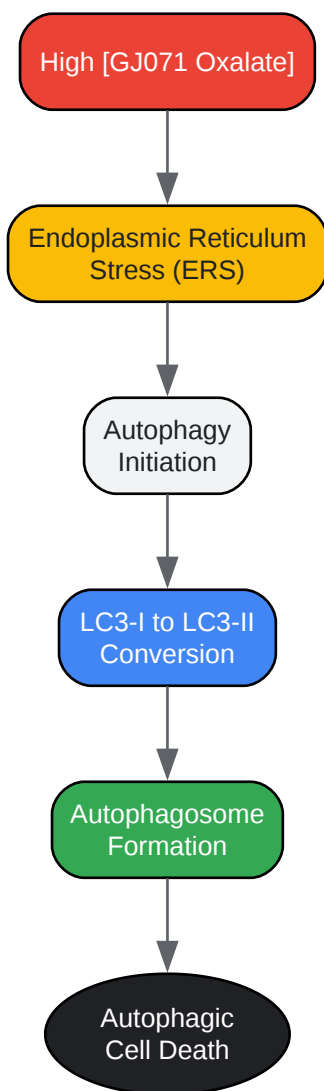 High [GJ071 Oxalate]
Endoplasmic Reticulum
Stress (ERS)
Autophagy
Initiation
LC3-I to LC3-II
Conversion
Autophagosome
Formation
Autophagic
Cell Death